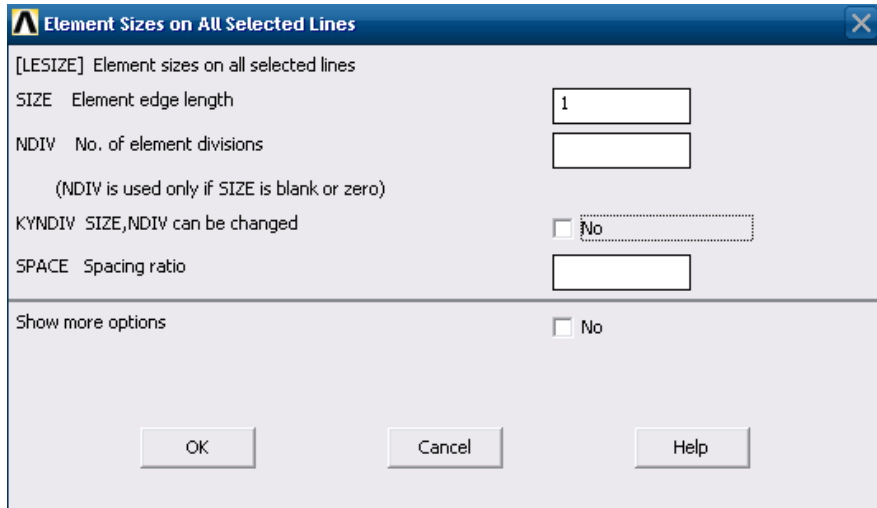 Element Sizes on All Selected Lines
[LESIZE] Element sizes on all selected lines
SIZE Element edge length 1
NDIV No. of element divisions
(NDIV is used only if SIZE is blank or zero)
KYNDIV SIZE,NDIV can be changed No
SPACE Spacing ratio
Show more options No
OK Cancel Help